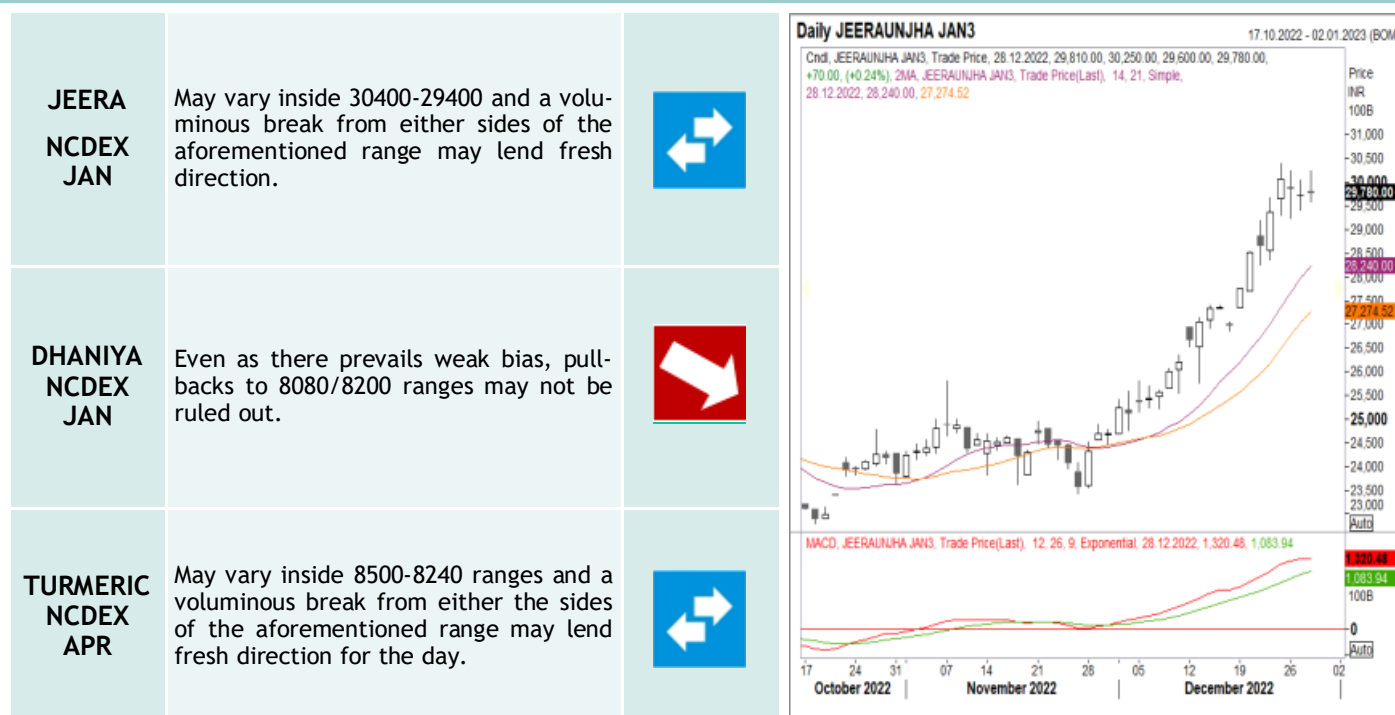 JEERA
NCDEX
JAN
May vary inside 30400-29400 and a volu-
minous break from either sides of the
aforementioned range may lend fresh
direction.
DHANIYA
NCDEX
JAN
Even as there prevails weak bias, pull-
backs to 8080/8200 ranges may not be
ruled out.
TURMERIC
NCDEX
APR
May vary inside 8500-8240 ranges and a
voluminous break from either the sides
of the aforementioned range may lend
fresh direction for the day.
Daily JEERAUNJHA JAN3
17.10.2022 - 02.01.2023 (BOM
Cndl, JEERAUNJHA JAN3, Trade Price, 28.12.2022, 29,810.00, 30,250.00, 29,600.00, 29,780.00,
+70.00, (+0.24%), 2MA, JEERAUNJHA JAN3, Trade Price(Last), 14, 21, Simple,
28.12.2022, 28,240.00, 27,274.52
Price
INR
100B
31,000
30,500
30,000
29,780.00
29,500
29,000
28,500
28,240.00
28,000
27,500
27,274.52
27,000
26,500
26,000
25,500
25,000
24,500
24,000
23,500
23,000
Auto
MACD, JEERAUNJHA JAN3, Trade Price(Last), 12, 26, 9, Exponential, 28.12.2022, 1,320.48, 1,083.94
1,320.48
1,083.94
100B
0
Auto
17 24 31 07 14 21 28 05 12 19 26 02
October 2022 November 2022 December 2022